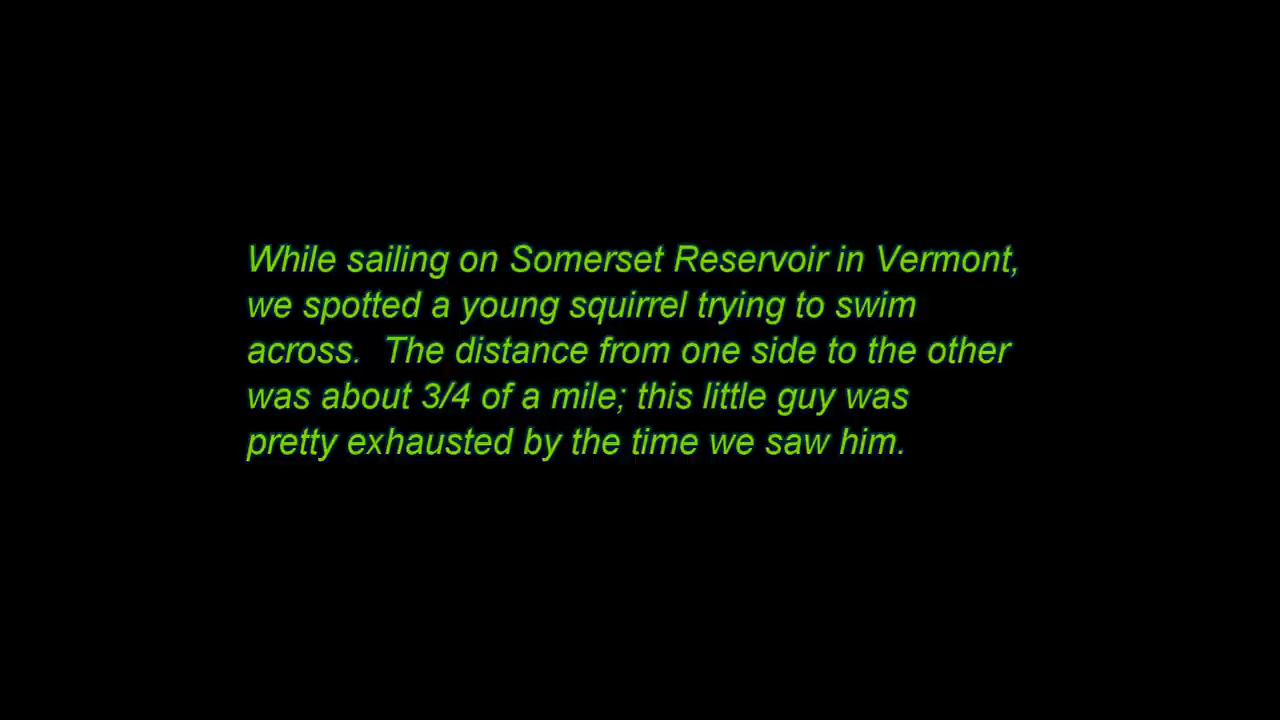 While sailing on Somerset Reservoir in Vermont,
we spotted a young squirrel trying to swim
across.  The distance from one side to the other
was about 3/4 of a mile; this little guy was
pretty exhausted by the time we saw him.